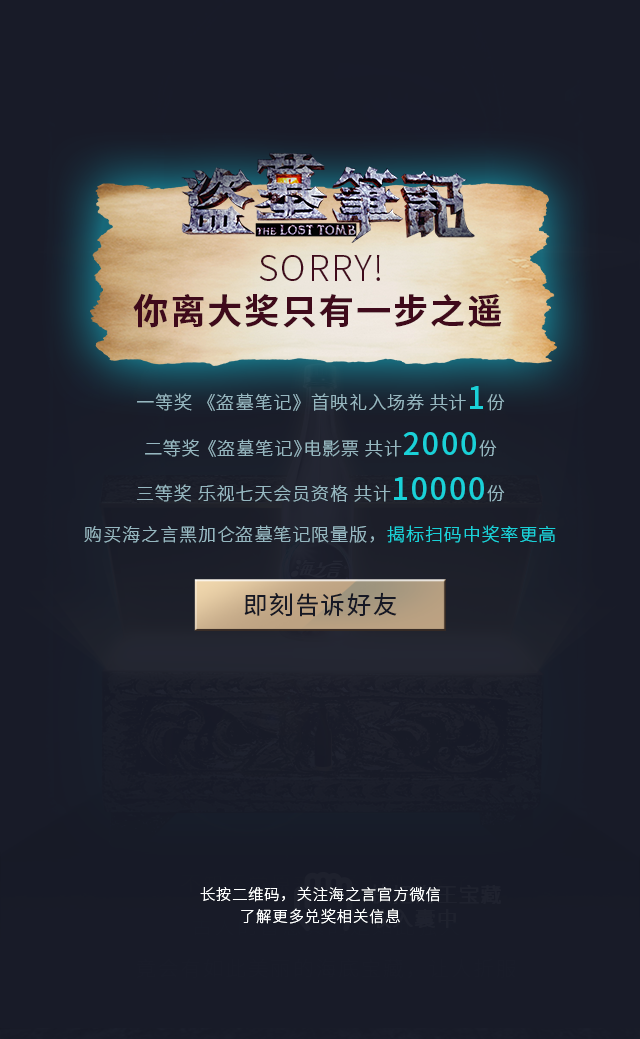 盗墓筆記
THE LOST TOMB
SORRY!
你离大奖只有一步之遥
一等奖 《盗墓笔记》首映礼入场券 共计1份
二等奖《盗墓笔记》电影票 共计2000份
三等奖 乐视七天会员资格 共计10000份
购买海之言黑加仑盗墓笔记限量版，揭标扫码中奖率更高
即刻告诉好友
长按二维码，关注海之言官方微信
了解更多兑奖相关信息